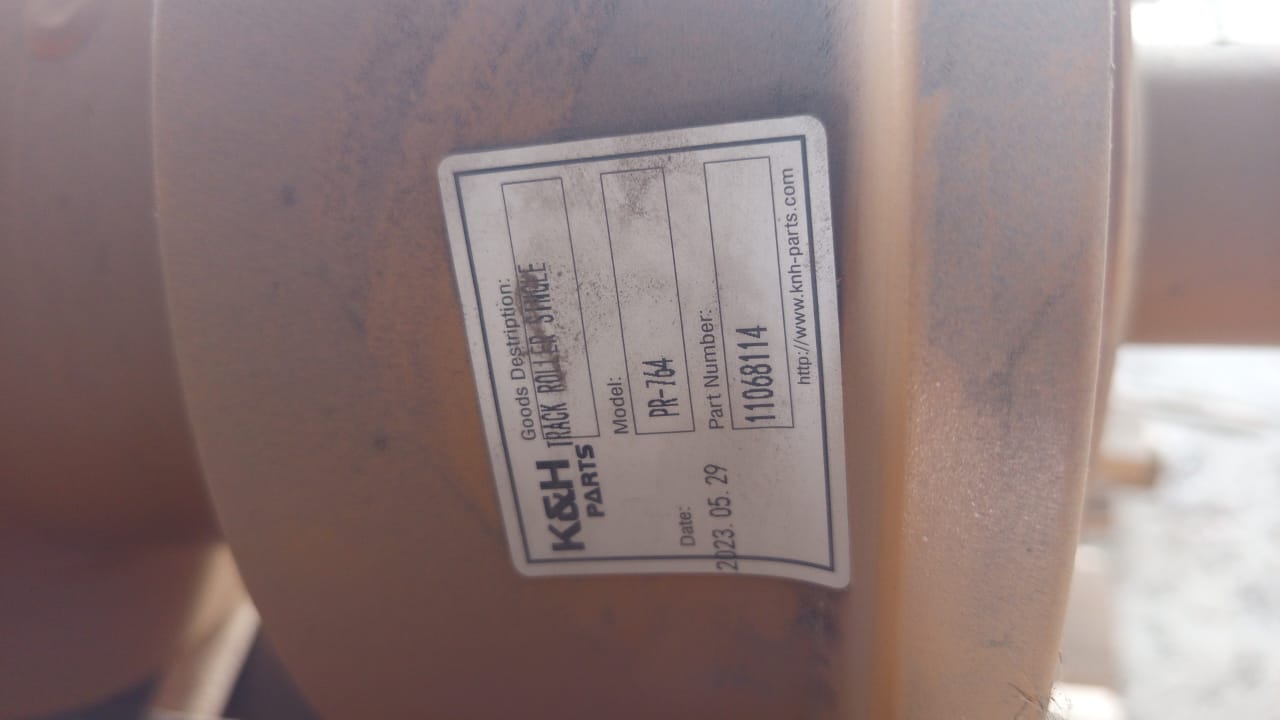 K&H
PARTS
Goods Destription:
TRACK ROLLER SINGLE
Model:
PR-764
Date:
2023. 05. 29
Part Number:
11068114
http://www.knh-parts.com